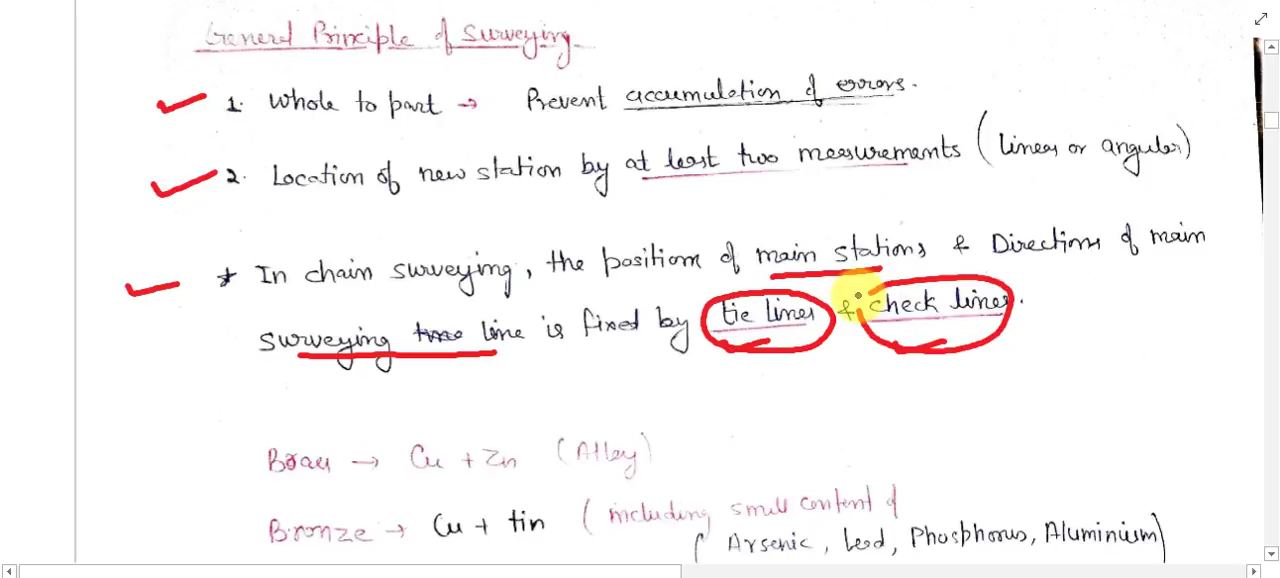 General Principle of Surveying
1. Whole to part → Prevent accumulation of errors.
2. Location of new station by at least two measurements (linear or angular)
* In chain surveying, the position of main stations & Directions of main
surveying line is fixed by tie lines & check lines.
Brass → Cu + Zn (Alloy)
Bronze → Cu + tin (including small content of
Arsenic, Lead, Phosphorus, Aluminium)